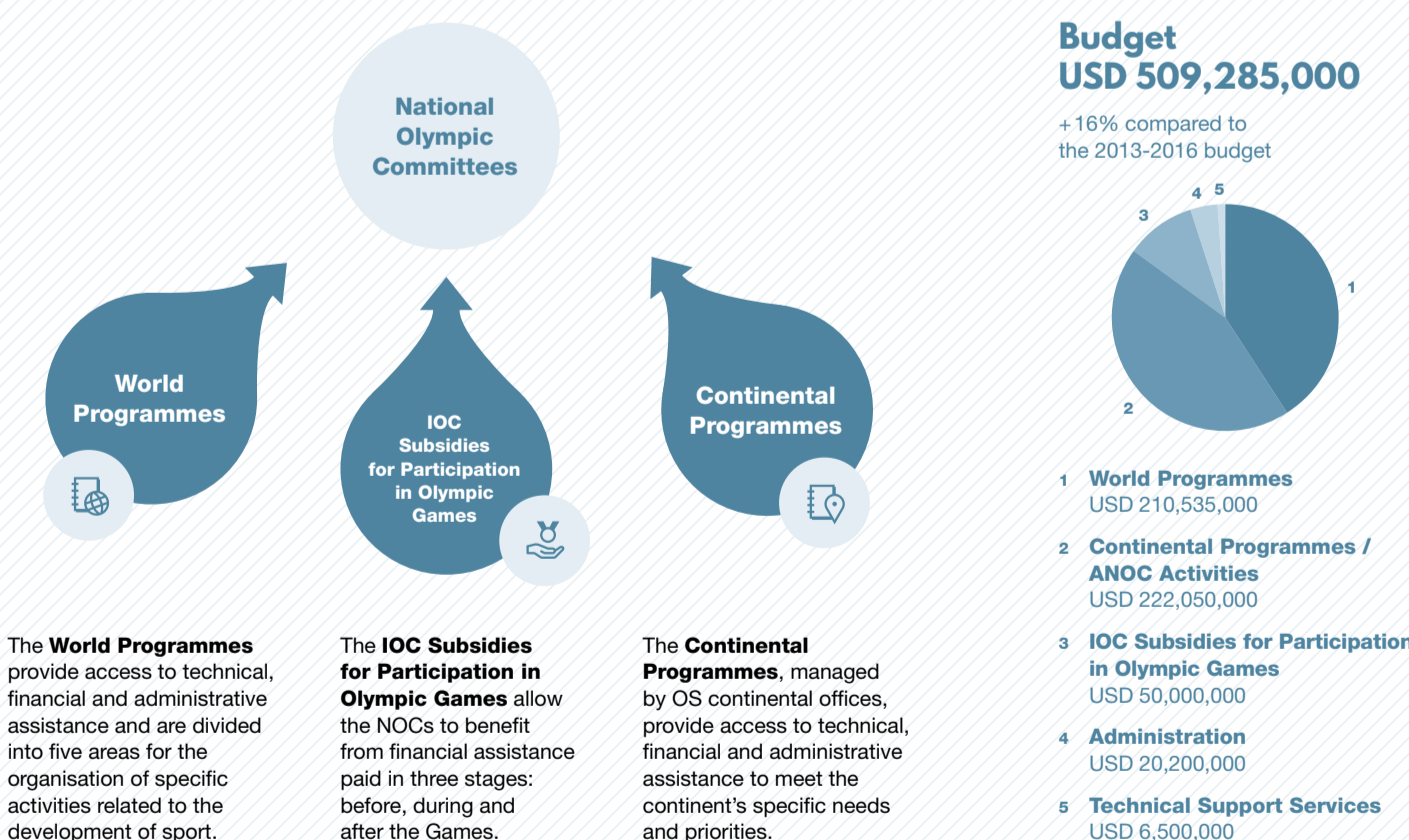 National
Olympic
Committees
World
Programmes
IOC
Subsidies
for Participation
in Olympic
Games
Continental
Programmes
The World Programmes
provide access to technical,
financial and administrative
assistance and are divided
into five areas for the
organisation of specific
activities related to the
development of sport.
The IOC Subsidies
for Participation in
Olympic Games allow
the NOCs to benefit
from financial assistance
paid in three stages:
before, during and
after the Games.
The Continental
Programmes, managed
by OS continental offices,
provide access to technical,
financial and administrative
assistance to meet the
continent's specific needs
and priorities.
Budget
USD 509,285,000
+16% compared to
the 2013-2016 budget
4 5
3
1
2
1 World Programmes
USD 210,535,000
2 Continental Programmes /
ANOC Activities
USD 222,050,000
3 IOC Subsidies for Participation
in Olympic Games
USD 50,000,000
4 Administration
USD 20,200,000
5 Technical Support Services
USD 6,500,000